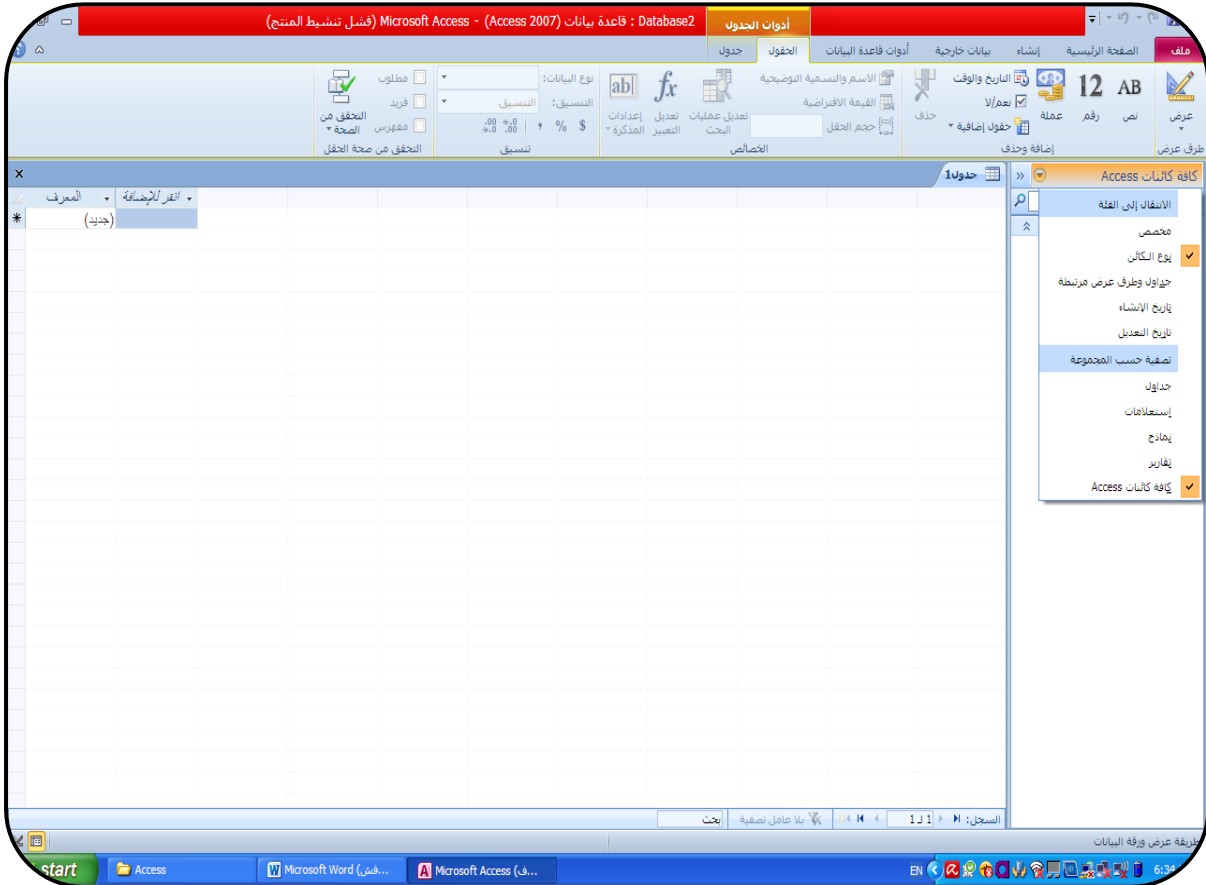 Database2 : قاعدة بيانات (Access 2007) - Microsoft Access (فشل تنشيط المنتج)
أدوات الجدول
ملف
الصفحة الرئيسية
إنشاء
بيانات خارجية
أدوات قاعدة البيانات
الحقول
جدول
عرض
طرق عرض
AB
نص
12
رقم
عملة
التاريخ والوقت
نعم/لا
حقول إضافية
حذف
إضافة وحذف
الاسم والتسمية التوضيحية
القيمة الافتراضية
حجم الحقل
تعديل عمليات البحث
fx
تعديل التعبير
ab
إعدادات المذكرة
الخصائص
نوع البيانات:
التنسيق: التنسيق
$ % ,
تنسيق
مطلوب
فريد
مفهرس
التحقق من الصحة
التحقق من صحة الحقل
كافة كائنات Access
الانتقال إلى الفئة
مخصص
نوع الكائن
جداول وطرق عرض مرتبطة
تاريخ الإنشاء
تاريخ التعديل
تصفية حسب المجموعة
جداول
إستعلامات
نماذج
تقارير
كافة كائنات Access
جدول1
المعرف
انقر للإضافة
(جديد)
السجل: 1 لـ 1
بلا عامل تصفية
بحث
طريقة عرض ورقة البيانات
start
Access
Microsoft Word (فش...
Microsoft Access (ف...
EN
6:34